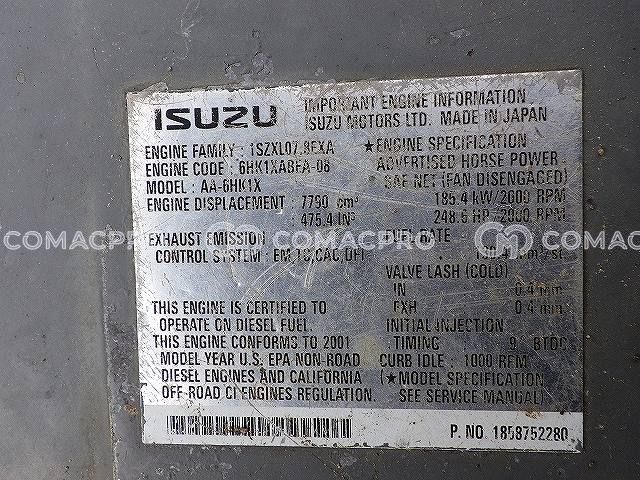 ISUZU
IMPORTANT ENGINE INFORMATION
ISUZU MOTORS LTD. MADE IN JAPAN
ENGINE FAMILY : 1SZXL07.8EXA
ENGINE CODE : 6HK1XABEA-08
MODEL : AA-6HK1X
ENGINE DISPLACEMENT : 7790 cm³
475.4 IN³
EXHAUST EMISSION
CONTROL SYSTEM : EM,TC,CAC,DFI
THIS ENGINE IS CERTIFIED TO
OPERATE ON DIESEL FUEL.
THIS ENGINE CONFORMS TO 2001
MODEL YEAR U.S. EPA NON-ROAD
DIESEL ENGINES AND CALIFORNIA
OFF-ROAD CI ENGINES REGULATION.
★ENGINE SPECIFICATION
ADVERTISED HORSE POWER
SAE NET (FAN DISENGAGED)
185.4 kW/2000 RPM
248.6 HP/2000 RPM
FUEL RATE
VALVE LASH (COLD)
IN 0.4 mm
EXH 0.4 mm
INITIAL INJECTION
TIMING 9° BTDC
CURB IDLE : 1000 RPM
(★MODEL SPECIFICATION
SEE SERVICE MANUAL)
P. NO. 1858752280
COMACPRO
COMACPRO
COMACPRO